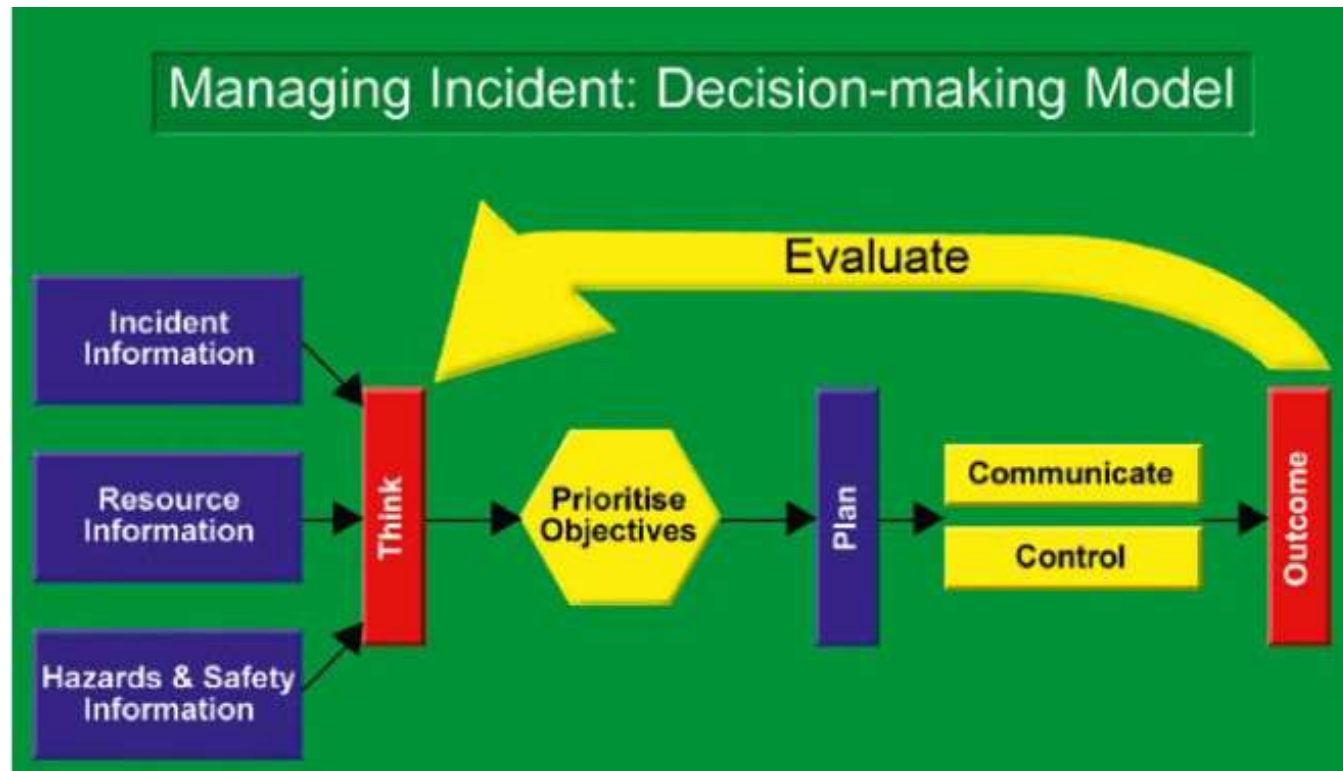 Managing Incident: Decision-making Model
Evaluate
Incident
Information
Resource
Information
Hazards & Safety
Information
Think
Prioritise
Objectives
Plan
Communicate
Control
Outcome